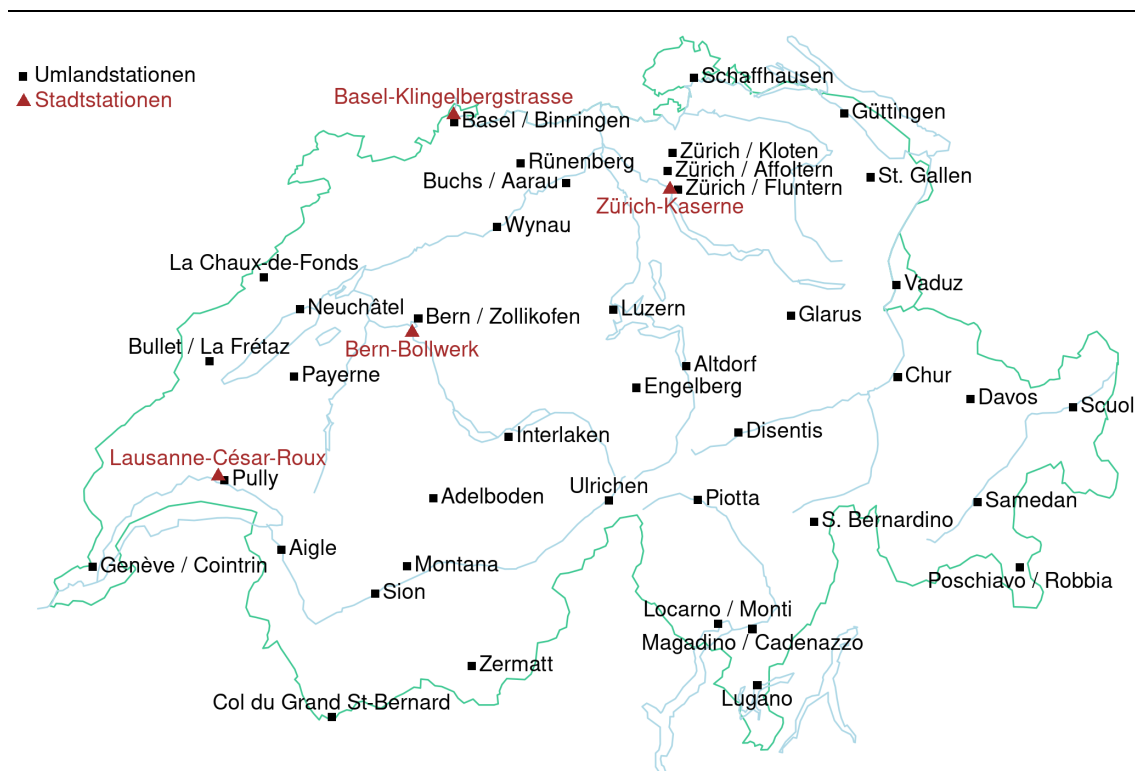 Schaffhausen
Umlandstationen
Stadtstationen
Basel-Klingelbergstrasse
Güttingen
Basel / Binningen
Zürich / Kloten
Rünenberg
Zürich / Affoltern
St. Gallen
Buchs / Aarau
Zürich / Fluntern
Zürich-Kaserne
Wynau
La Chaux-de-Fonds
Vaduz
Neuchâtel
Luzern
Glarus
Bern / Zollikofen
Bullet / La Frétaz
Bern-Bollwerk
Altdorf
Payerne
Chur
Engelberg
Davos
Scuol
Disentis
Interlaken
Lausanne-César-Roux
Pully
Ulrichen
Adelboden
Piotta
Samedan
S. Bernardino
Aigle
Genève / Cointrin
Montana
Poschiavo / Robbia
Sion
Locarno / Monti
Magadino / Cadenazzo
Zermatt
Lugano
Col du Grand St-Bernard